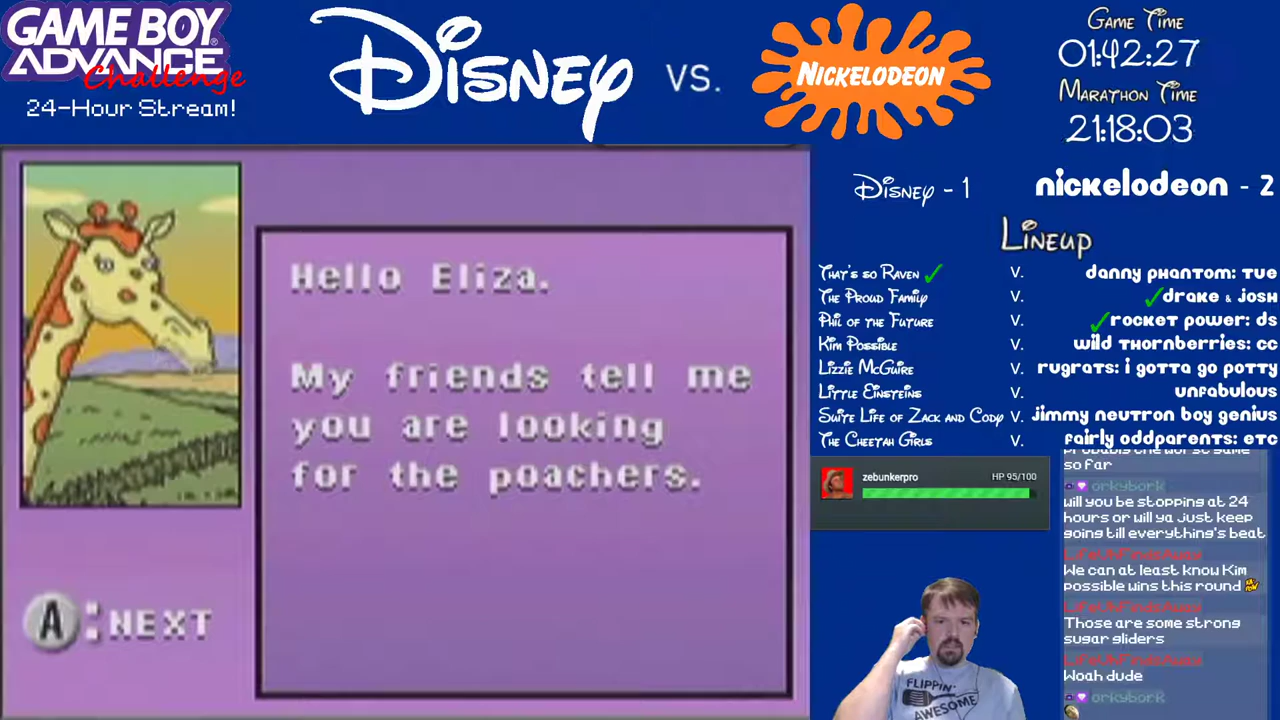 GAME BOY
ADVANCE
Challenge
24-Hour Stream!
Disney
vs.
NICKELODEON
Game Time
01:42:27
Marathon Time
21:18:03
Disney - 1
nickelodeon - 2
Lineup
That's so Raven V. danny phantom: tue
The Proud Family V. drake & josh
Phil of the Future V. rocket power: ds
Kim Possible V. wild thornberries: cc
Lizzie McGuire V. rugrats: i gotta go potty
Little Einsteins V. unfabulous
Suite Life of Zack and Cody V. jimmy neutron boy genius
The Cheetah Girls V. fairly oddparents: etc
Hello Eliza.
My friends tell me
you are looking
for the poachers.
A:NEXT
zebunkerpro HP 95/100
probably the worst game
so far
orkybork
will you be stopping at 24
hours or will ya just keep
going till everything's beat
We can at least know Kim
possible wins this round
Those are some strong
sugar gliders
Woah dude
orkybork
FLIPPIN'
AWESOME